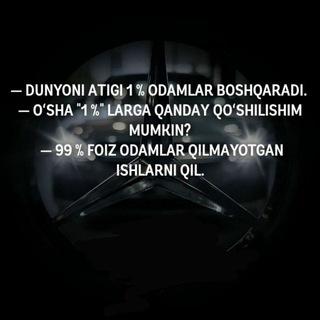 — DUNYONI ATIGI 1 % ODAMLAR BOSHQARADI.
— O‘SHA "1 %" LARGA QANDAY QO‘SHILISHIM
MUMKIN?
— 99 % FOIZ ODAMLAR QILMAYOTGAN
ISHLARNI QIL.